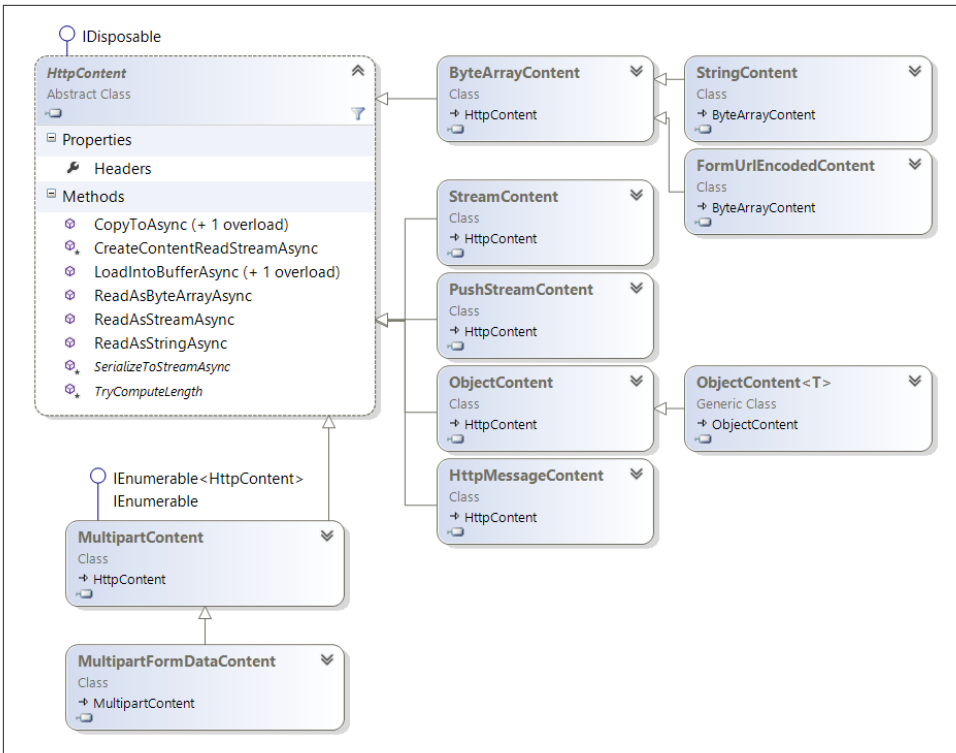 IDisposable
HttpContent
Abstract Class
Properties
Headers
Methods
CopyToAsync (+ 1 overload)
CreateContentReadStreamAsync
LoadIntoBufferAsync (+ 1 overload)
ReadAsByteArrayAsync
ReadAsStreamAsync
ReadAsStringAsync
SerializeToStreamAsync
TryComputeLength
ByteArrayContent
Class
HttpContent
StringContent
Class
ByteArrayContent
FormUrlEncodedContent
Class
ByteArrayContent
StreamContent
Class
HttpContent
PushStreamContent
Class
HttpContent
ObjectContent
Class
HttpContent
ObjectContent<T>
Generic Class
ObjectContent
HttpMessageContent
Class
HttpContent
IEnumerable<HttpContent>
IEnumerable
MultipartContent
Class
HttpContent
MultipartFormDataContent
Class
MultipartContent